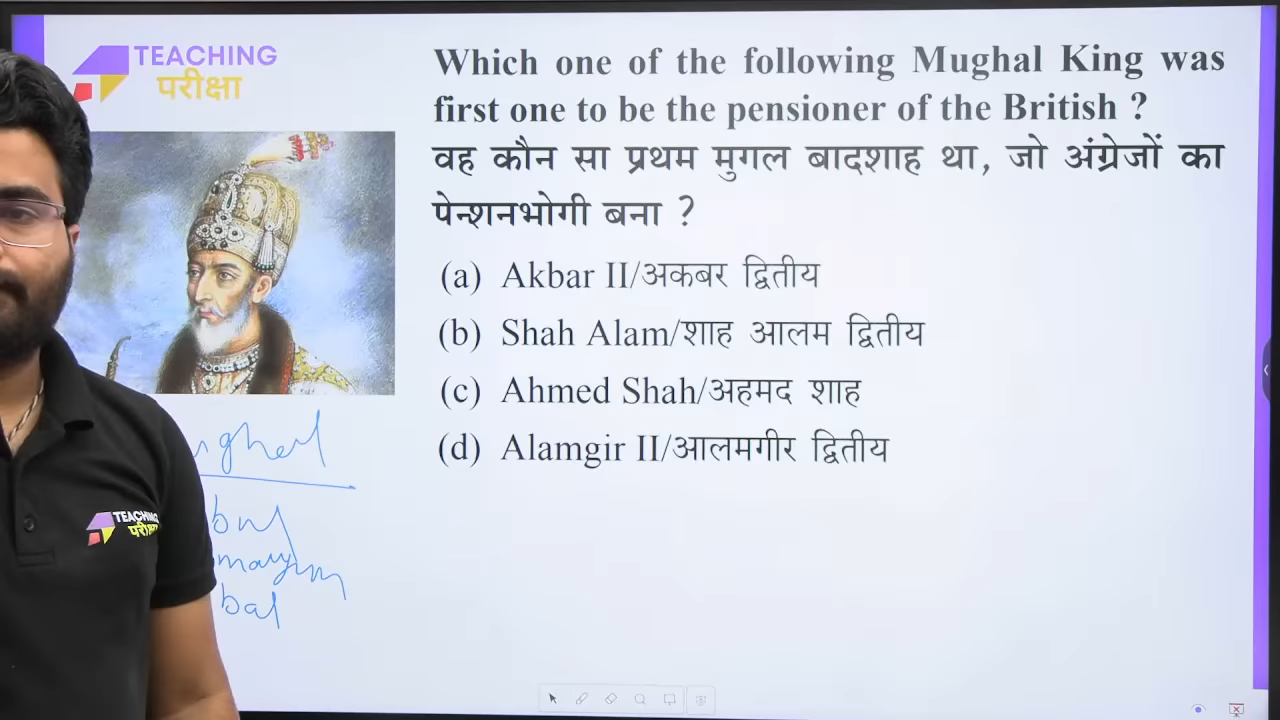 TEACHING
परीक्षा
Which one of the following Mughal King was
first one to be the pensioner of the British ?
वह कौन सा प्रथम मुगल बादशाह था, जो अंग्रेजों का
पेन्शनभोगी बना ?
(a) Akbar II/अकबर द्वितीय
(b) Shah Alam/शाह आलम द्वितीय
(c) Ahmed Shah/अहमद शाह
(d) Alamgir II/आलमगीर द्वितीय
TEACHING
परीक्षा